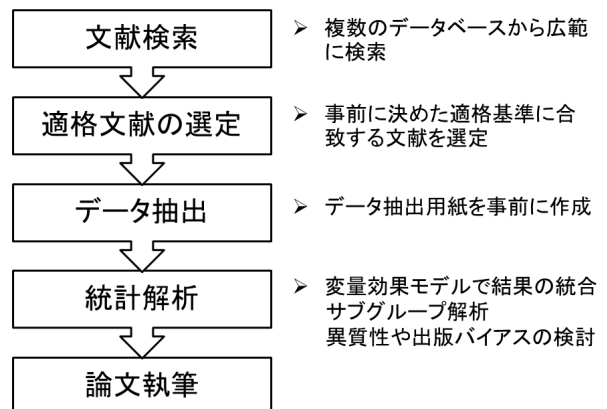 文献検索
➢ 複数のデータベースから広範
に検索
適格文献の選定
➢ 事前に決めた適格基準に合
致する文献を選定
データ抽出
➢ データ抽出用紙を事前に作成
統計解析
➢ 変量効果モデルで結果の統合
サブグループ解析
異質性や出版バイアスの検討
論文執筆